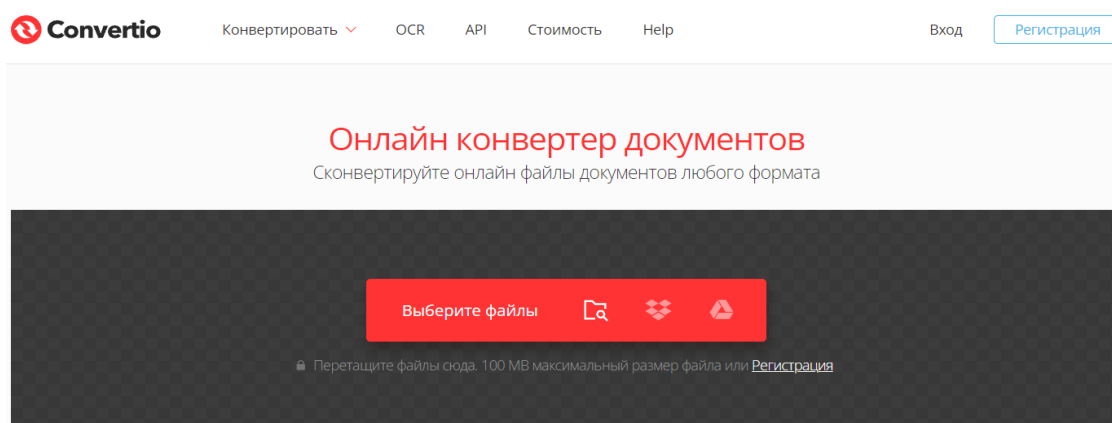 Convertio Конвертировать OCR API Стоимость Help Вход Регистрация
Онлайн конвертер документов
Сконвертируйте онлайн файлы документов любого формата
Выберите файлы
Перетащите файлы сюда. 100 MB максимальный размер файла или Регистрация